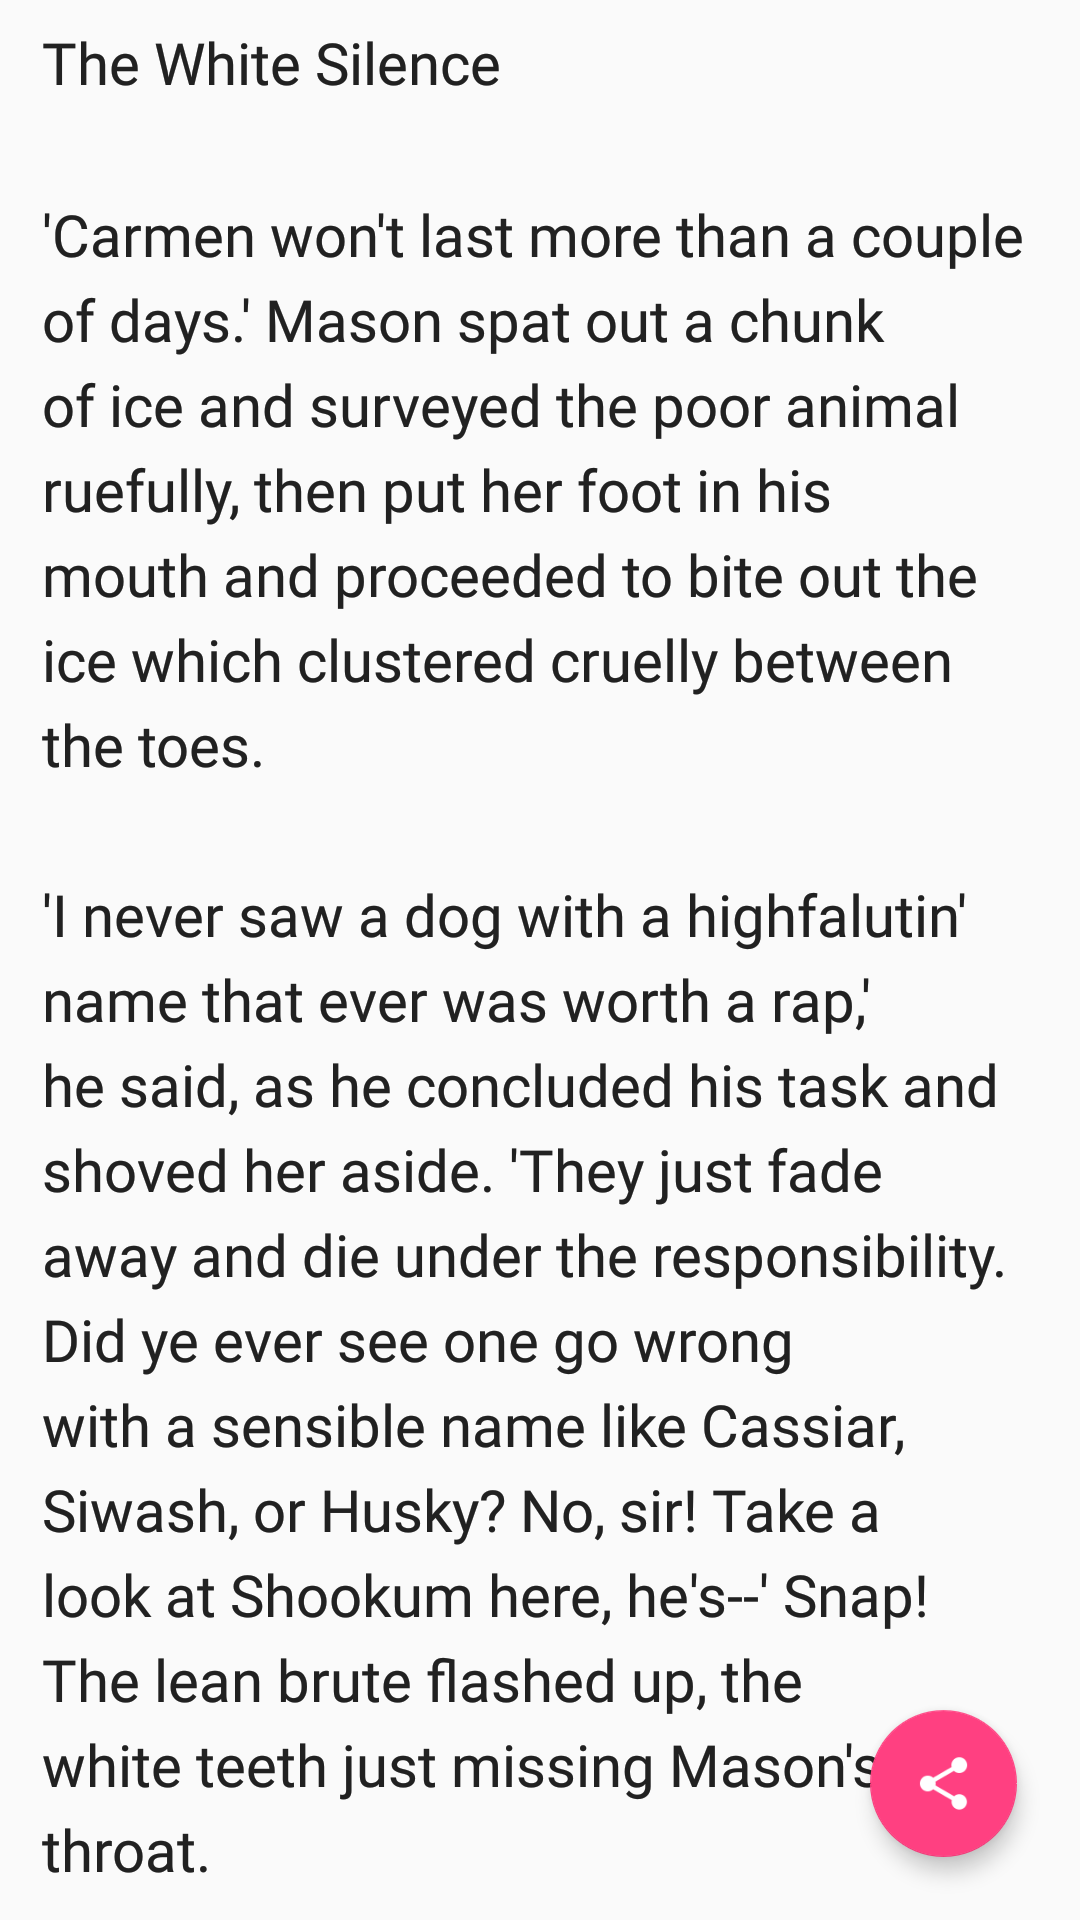 The White Silence
'Carmen won't last more than a couple
of days.' Mason spat out a chunk
of ice and surveyed the poor animal
ruefully, then put her foot in his
mouth and proceeded to bite out the
ice which clustered cruelly between
the toes.
'I never saw a dog with a highfalutin'
name that ever was worth a rap,'
he said, as he concluded his task and
shoved her aside. 'They just fade
away and die under the responsibility.
Did ye ever see one go wrong
with a sensible name like Cassiar,
Siwash, or Husky? No, sir! Take a
look at Shookum here, he's--' Snap!
The lean brute flashed up, the
white teeth just missing Mason's
throat.